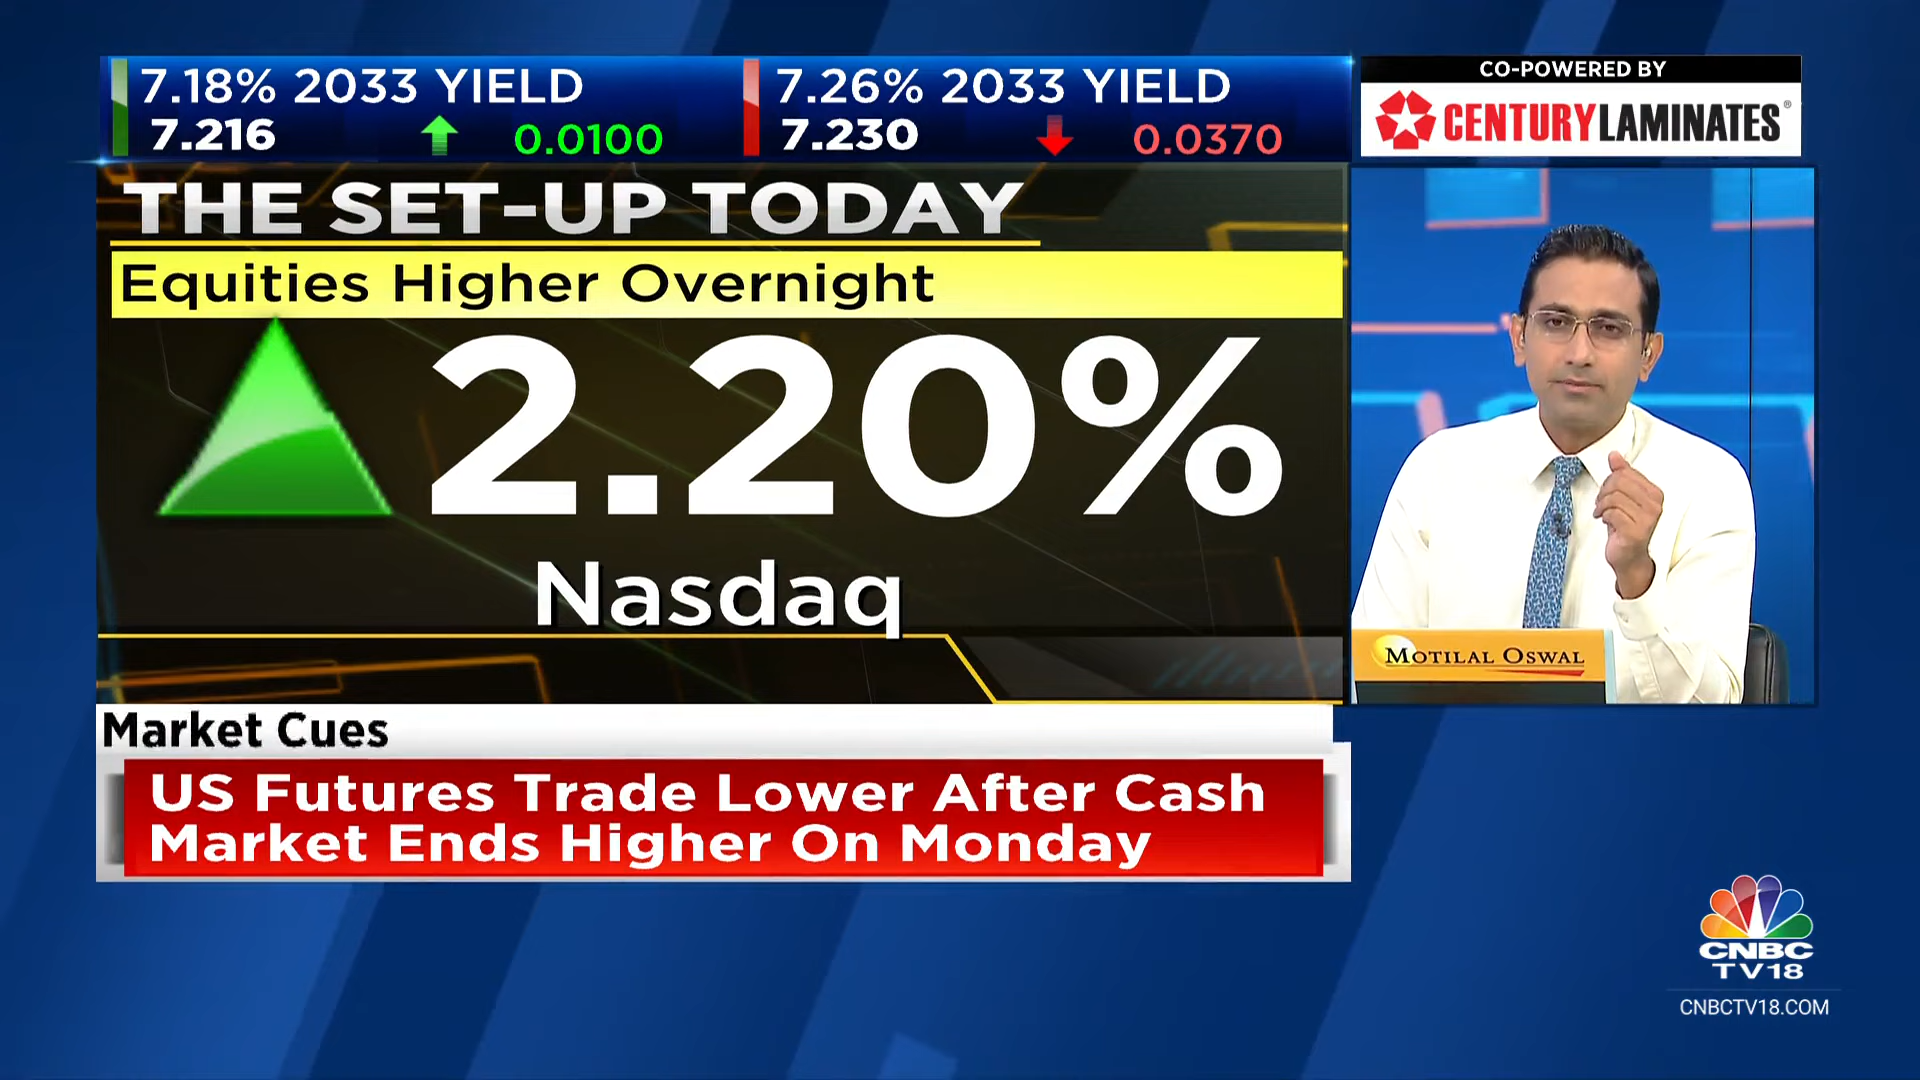 7.18% 2033 YIELD
7.216 0.0100
7.26% 2033 YIELD
7.230 0.0370
CO-POWERED BY
CENTURYLAMINATES®
THE SET-UP TODAY
Equities Higher Overnight
2.20%
Nasdaq
MOTILAL OSWAL
Market Cues
US Futures Trade Lower After Cash
Market Ends Higher On Monday
CNBC
TV18
CNBCTV18.COM